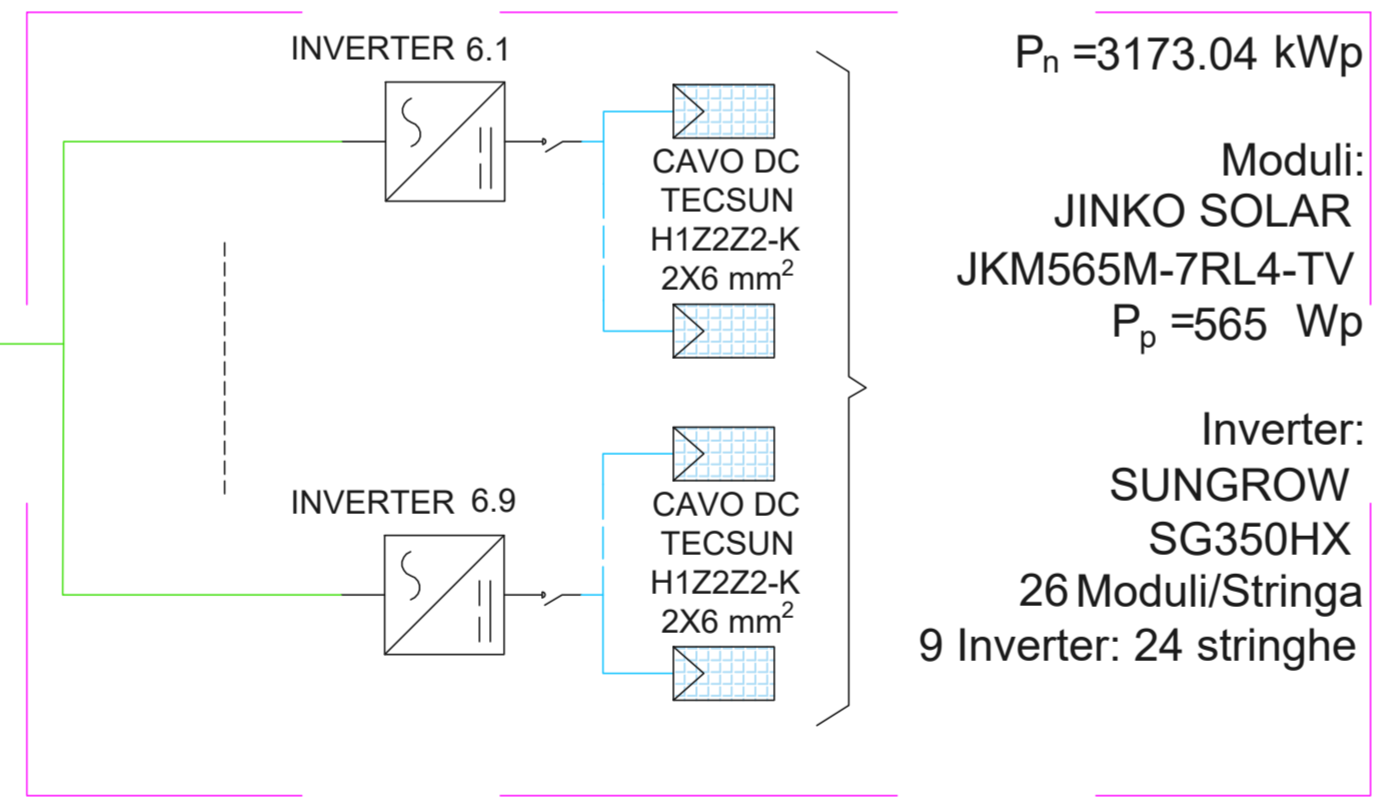 INVERTER 6.1
CAVO DC
TECSUN
H1Z2Z2-K
2X6 mm²
INVERTER 6.9
CAVO DC
TECSUN
H1Z2Z2-K
2X6 mm²
Pn =3173.04 kWp
Moduli:
JINKO SOLAR
JKM565M-7RL4-TV
Pp =565 Wp
Inverter:
SUNGROW
SG350HX
26 Moduli/Stringa
9 Inverter: 24 stringhe